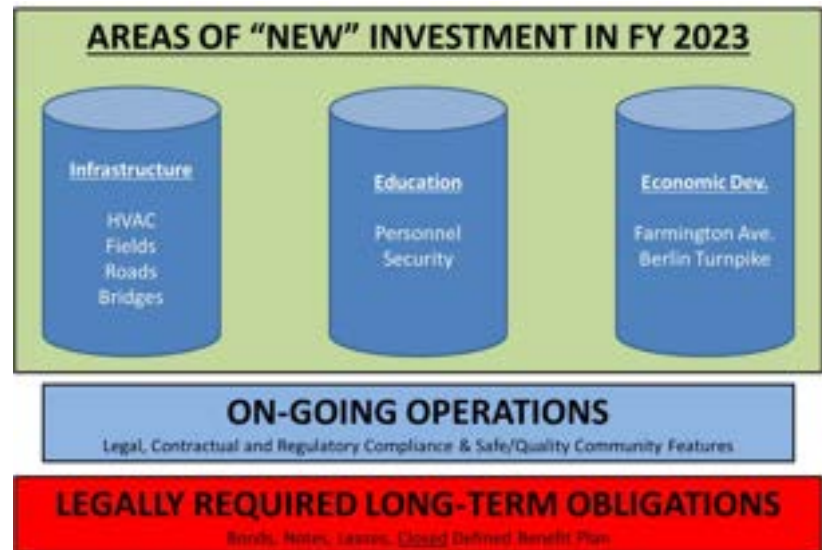 AREAS OF “NEW” INVESTMENT IN FY 2023
Infrastructure
HVAC
Fields
Roads
Bridges
Education
Personnel
Security
Economic Dev.
Farmington Ave.
Berlin Turnpike
ON-GOING OPERATIONS
Legal, Contractual and Regulatory Compliance & Safe/Quality Community Features
LEGALLY REQUIRED LONG-TERM OBLIGATIONS
Bonds, Notes, Leases, Closed Defined Benefit Plan